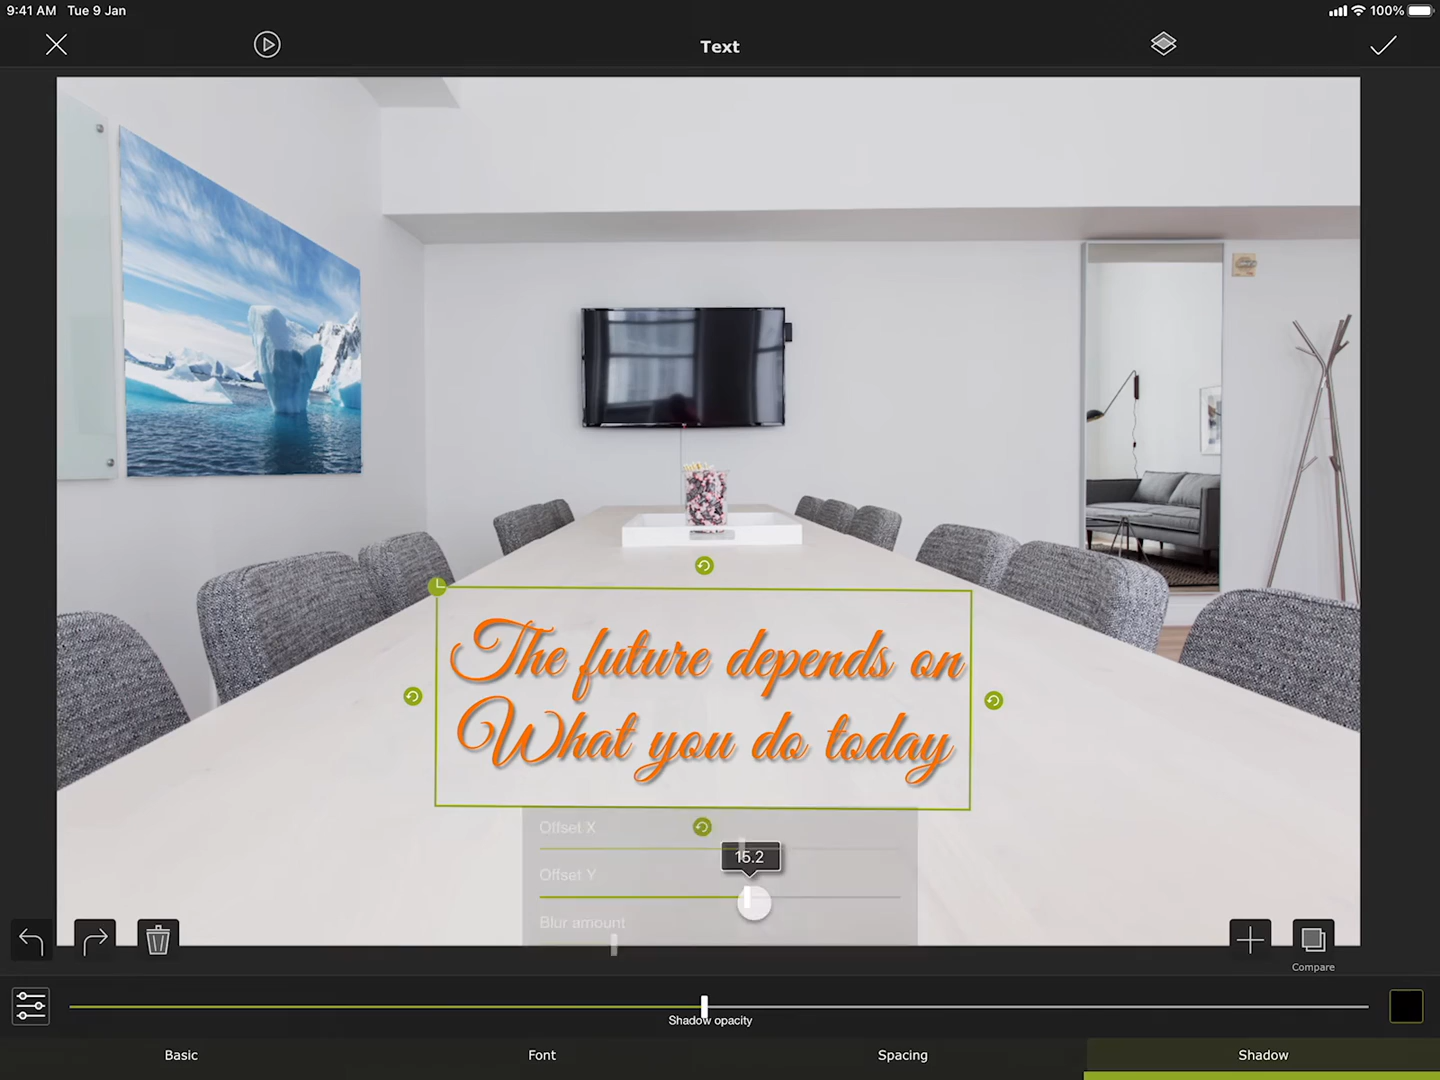 9:41 AM Tue 9 Jan 100%
Text
The future depends on
What you do today
Offset X
15.2
Offset Y
Blur amount
Compare
Shadow opacity
Basic Font Spacing Shadow